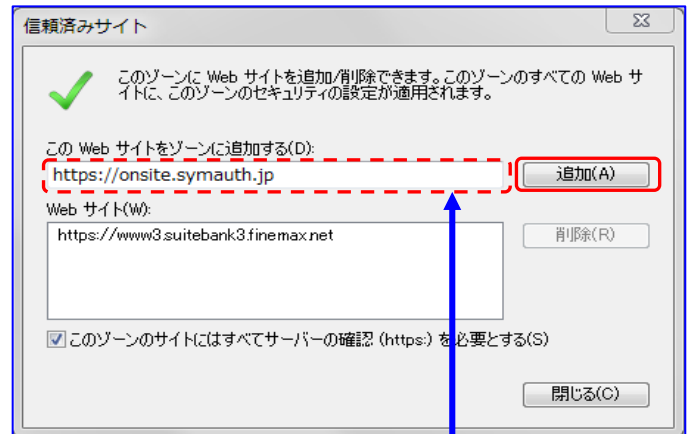 信頼済みサイト
このゾーンに Web サイトを追加/削除できます。このゾーンのすべての Web サ
イトに、このゾーンのセキュリティの設定が適用されます。
この Web サイトをゾーンに追加する(D):
https://onsite.symauth.jp
追加(A)
Web サイト(W):
https://www3.suitebank3.finemax.net
削除(R)
このゾーンのサイトにはすべてサーバーの確認 (https:) を必要とする(S)
閉じる(C)